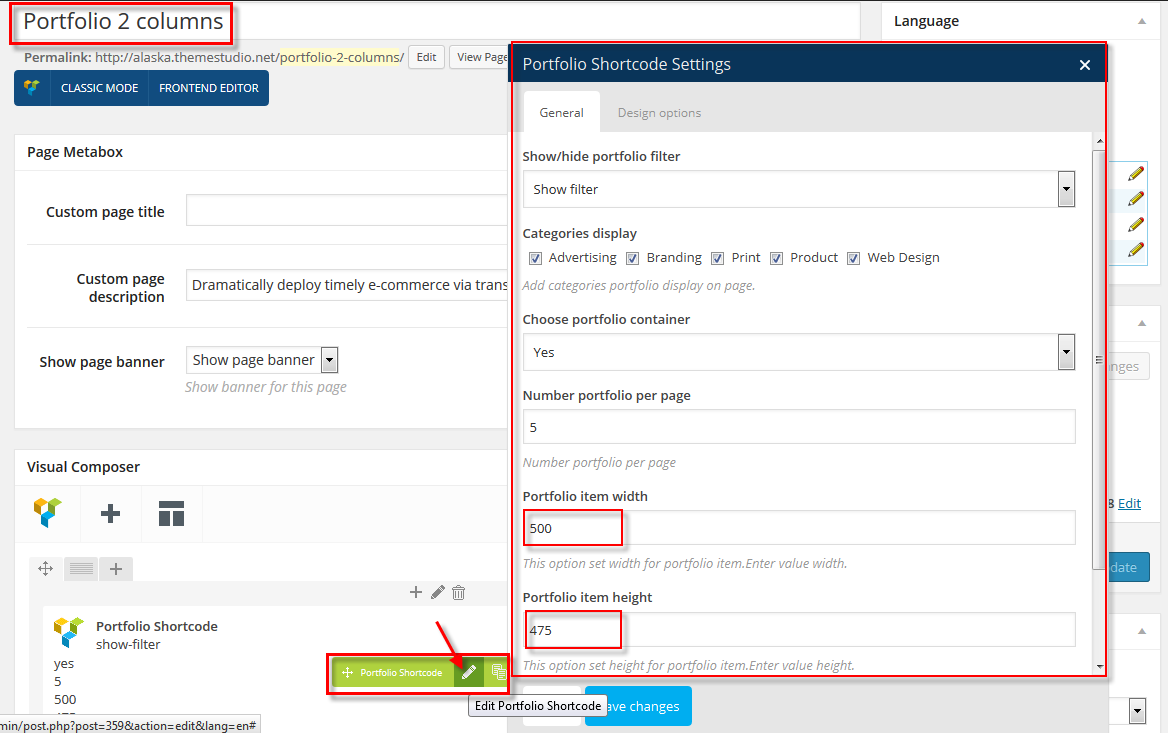 Portfolio 2 columns
Language
Permalink: http://alaska.themestudio.net/portfolio-2-columns/ Edit View Page
CLASSIC MODE FRONTEND EDITOR
Page Metabox
Custom page title
Custom page description
Dramatically deploy timely e-commerce via trans
Show page banner
Show page banner
Show banner for this page
Visual Composer
Portfolio Shortcode
show-filter
yes
5
500
Portfolio Shortcode
Edit Portfolio Shortcode
min/post.php?post=359&action=edit&lang=en#
Portfolio Shortcode Settings
General Design options
Show/hide portfolio filter
Show filter
Categories display
Advertising Branding Print Product Web Design
Add categories portfolio display on page.
Choose portfolio container
Yes
Number portfolio per page
5
Number portfolio per page
Portfolio item width
500
This option set width for portfolio item.Enter value width.
Portfolio item height
475
This option set height for portfolio item.Enter value height.
ave changes
nges
8 Edit
date